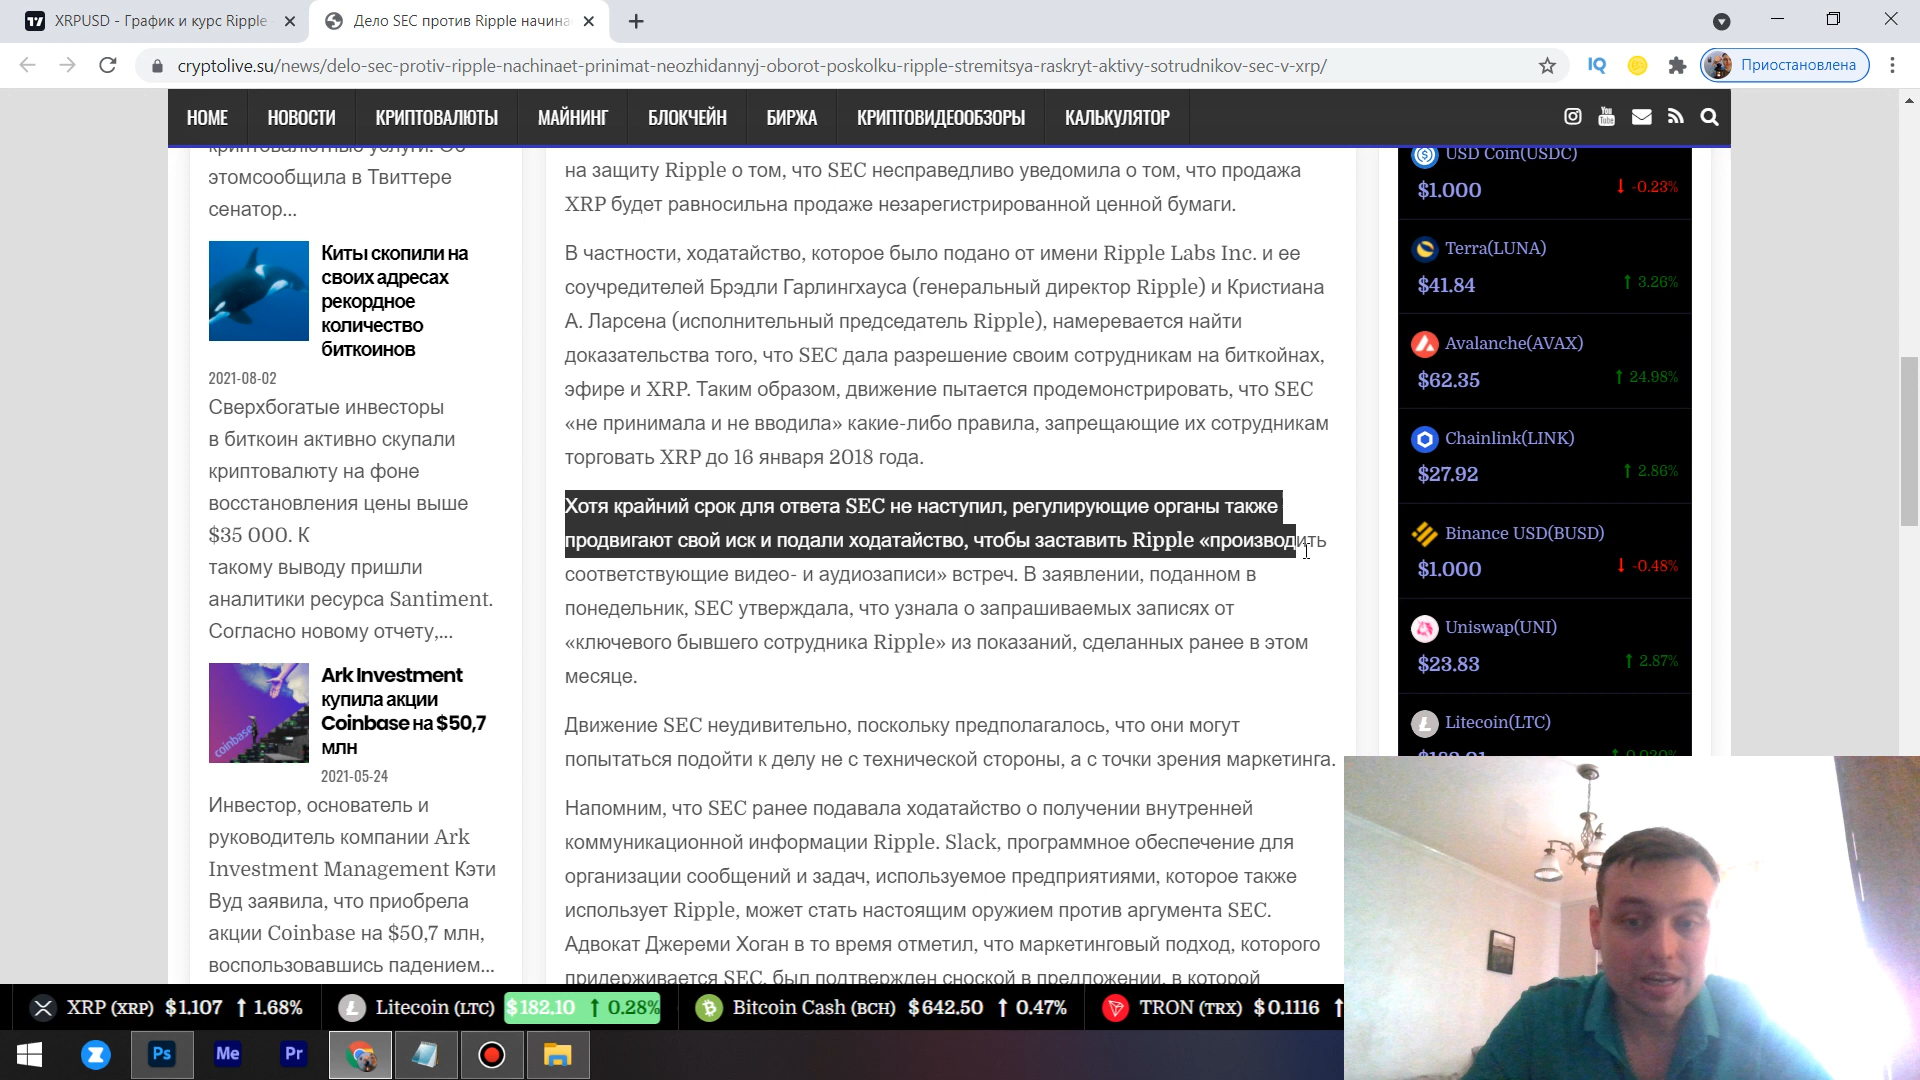 XRPUSD - График и курс Ripple
Дело SEC против Ripple начина
cryptolive.su/news/delo-sec-protiv-ripple-nachinaet-prinimat-neozhidannyj-oborot-poskolku-ripple-stremitsya-raskryt-aktivy-sotrudnikov-sec-v-xrp/
IQ
Приостановлена
HOME
НОВОСТИ
КРИПТОВАЛЮТЫ
МАЙНИНГ
БЛОКЧЕЙН
БИРЖА
КРИПТОВИДЕООБЗОРЫ
КАЛЬКУЛЯТОР
You
Tube
криптовалютные услуги. Об
этомсообщила в Твиттере
сенатор...
Киты скопили на
своих адресах
рекордное
количество
биткоинов
2021-08-02
Сверхбогатые инвесторы
в биткоин активно скупали
криптовалюту на фоне
восстановления цены выше
$35 000. К
такому выводу пришли
аналитики ресурса Santiment.
Согласно новому отчету,...
coinbase
Ark Investment
купила акции
Coinbase на $50,7
млн
2021-05-24
Инвестор, основатель и
руководитель компании Ark
Investment Management Кэти
Вуд заявила, что приобрела
акции Coinbase на $50,7 млн,
воспользовавшись падением...
на защиту Ripple о том, что SEC несправедливо уведомила о том, что продажа
XRP будет равносильна продаже незарегистрированной ценной бумаги.
В частности, ходатайство, которое было подано от имени Ripple Labs Inc. и ее
соучредителей Брэдли Гарлингхауса (генеральный директор Ripple) и Кристиана
А. Ларсена (исполнительный председатель Ripple), намеревается найти
доказательства того, что SEC дала разрешение своим сотрудникам на биткойнах,
эфире и XRP. Таким образом, движение пытается продемонстрировать, что SEC
«не принимала и не вводила» какие-либо правила, запрещающие их сотрудникам
торговать XRP до 16 января 2018 года.
Хотя крайний срок для ответа SEC не наступил, регулирующие органы также
продвигают свой иск и подали ходатайство, чтобы заставить Ripple «производить
соответствующие видео- и аудиозаписи» встреч. В заявлении, поданном в
понедельник, SEC утверждала, что узнала о запрашиваемых записях от
«ключевого бывшего сотрудника Ripple» из показаний, сделанных ранее в этом
месяце.
Движение SEC неудивительно, поскольку предполагалось, что они могут
попытаться подойти к делу не с технической стороны, а с точки зрения маркетинга.
Напомним, что SEC ранее подавала ходатайство о получении внутренней
коммуникационной информации Ripple. Slack, программное обеспечение для
организации сообщений и задач, используемое предприятиями, которое также
использует Ripple, может стать настоящим оружием против аргумента SEC.
Адвокат Джереми Хоган в то время отметил, что маркетинговый подход, которого
придерживается SEC, был подтвержден сноской в предложении, в которой
USD Coin(USDC)
$1.000 ↓ -0.23%
Terra(LUNA)
$41.84 ↑ 3.26%
Avalanche(AVAX)
$62.35 ↑ 24.98%
Chainlink(LINK)
$27.92 ↑ 2.86%
Binance USD(BUSD)
$1.000 ↓ -0.48%
Uniswap(UNI)
$23.83 ↑ 2.87%
Litecoin(LTC)
XRP (XRP) $1.107 ↑ 1.68%
Litecoin (LTC) $182.10 ↑ 0.28%
Bitcoin Cash (BCH) $642.50 ↑ 0.47%
TRON (TRX) $0.1116 ↑
Ps
Me
Pr